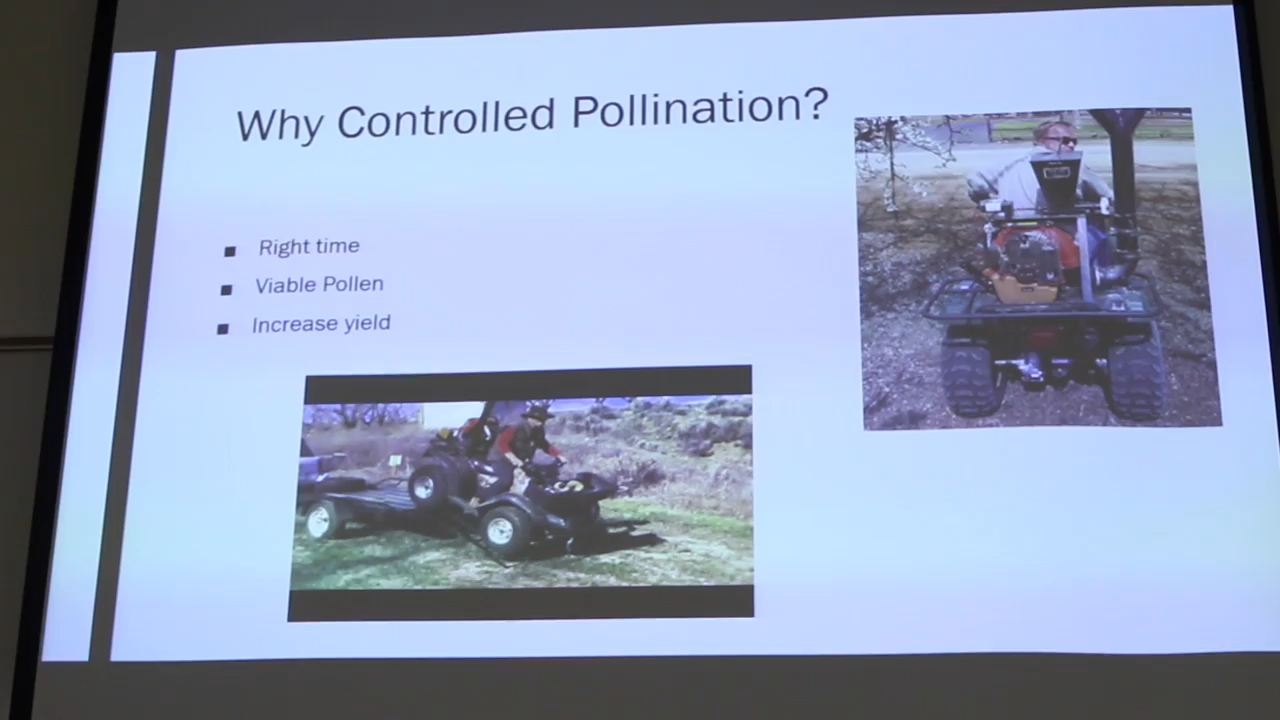 Why Controlled Pollination?
Right time
Viable Pollen
Increase yield